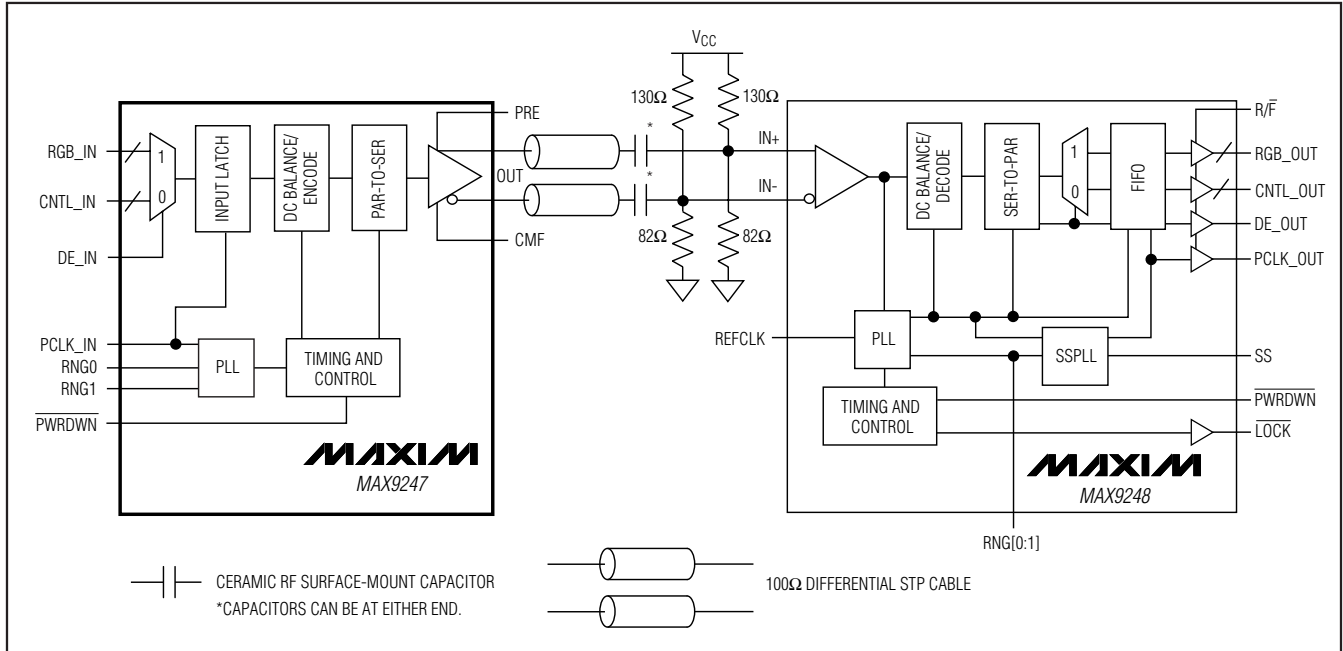 VCC
130Ω
130Ω
PRE
*
*
OUT
CMF
IN+
IN-
82Ω
82Ω
RGB_IN
CNTL_IN
DE_IN
PCLK_IN
RNG0
RNG1
PWRDWN
1
0
INPUT LATCH
DC BALANCE/
ENCODE
PAR-TO-SER
PLL
TIMING AND
CONTROL
MAXIM
MAX9247
REFCLK
DC BALANCE/
DECODE
SER-TO-PAR
1
0
FIFO
PLL
SSPLL
TIMING AND
CONTROL
R/F
RGB_OUT
CNTL_OUT
DE_OUT
PCLK_OUT
SS
PWRDWN
LOCK
MAXIM
MAX9248
RNG[0:1]
CERAMIC RF SURFACE-MOUNT CAPACITOR
*CAPACITORS CAN BE AT EITHER END.
100Ω DIFFERENTIAL STP CABLE